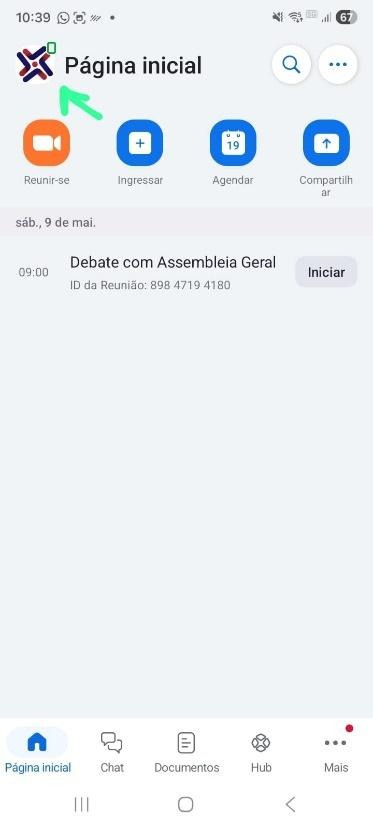 10:39
67
Página inicial
19
Reunir-se
Ingressar
Agendar
Compartilh
ar
sáb., 9 de mai.
09:00
Debate com Assembleia Geral
ID da Reunião: 898 4719 4180
Iniciar
Página inicial
Chat
Documentos
Hub
Mais